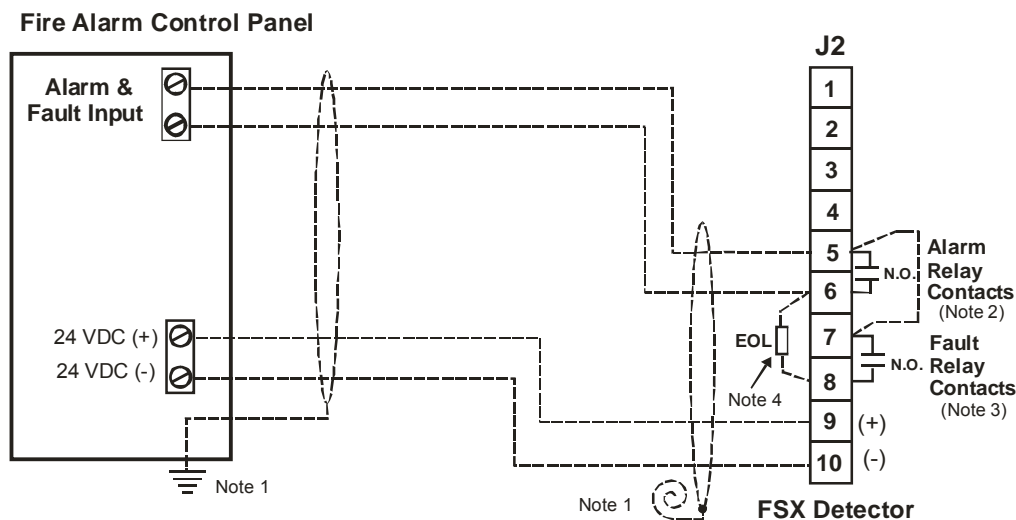 Fire Alarm Control Panel
Alarm &
Fault Input
24 VDC (+)
24 VDC (-)
Note 1
J2
1
2
3
4
5
6
7
8
9
10
(+)
(-)
N.O.
Alarm
Relay
Contacts
(Note 2)
N.O.
Fault
Relay
Contacts
(Note 3)
EOL
Note 4
Note 1
FSX Detector